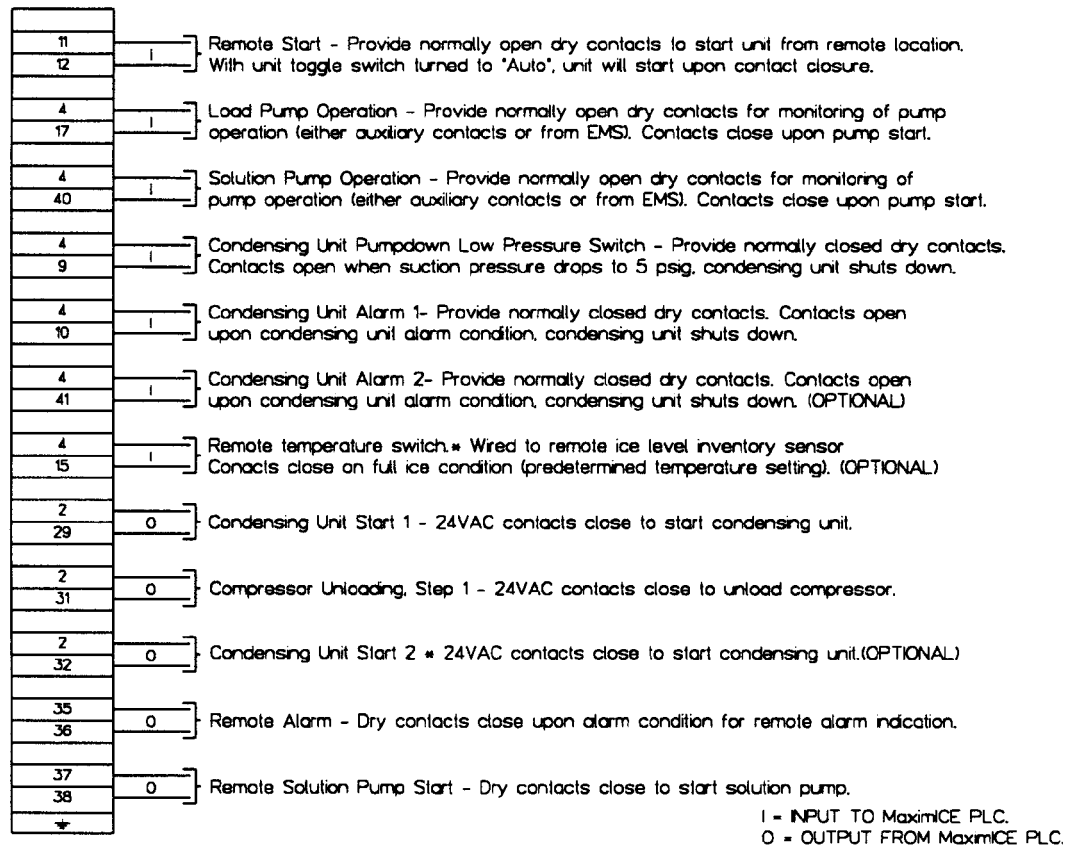 11
12
I
Remote Start - Provide normally open dry contacts to start unit from remote location.
With unit toggle switch turned to "Auto", unit will start upon contact closure.
4
17
I
Load Pump Operation - Provide normally open dry contacts for monitoring of pump
operation (either auxiliary contacts or from EMS). Contacts close upon pump start.
4
40
I
Solution Pump Operation - Provide normally open dry contacts for monitoring of
pump operation (either auxiliary contacts or from EMS). Contacts close upon pump start.
4
9
I
Condensing Unit Pumpdown Low Pressure Switch - Provide normally closed dry contacts.
Contacts open when suction pressure drops to 5 psig, condensing unit shuts down.
4
10
I
Condensing Unit Alarm 1- Provide normally closed dry contacts. Contacts open
upon condensing unit alarm condition, condensing unit shuts down.
4
41
I
Condensing Unit Alarm 2- Provide normally closed dry contacts. Contacts open
upon condensing unit alarm condition, condensing unit shuts down. (OPTIONAL)
4
15
I
Remote temperature switch.* Wired to remote ice level inventory sensor
Conacts close on full ice condition (predetermined temperature setting). (OPTIONAL)
2
29
O
Condensing Unit Start 1 - 24VAC contacts close to start condensing unit.
2
31
O
Compressor Unloading, Step 1 - 24VAC contacts close to unload compressor.
2
32
O
Condensing Unit Start 2 * 24VAC contacts close to start condensing unit.(OPTIONAL)
35
36
O
Remote Alarm - Dry contacts close upon alarm condition for remote alarm indication.
37
38
O
Remote Solution Pump Start - Dry contacts close to start solution pump.
I = INPUT TO MaximICE PLC.
O = OUTPUT FROM MaximICE PLC.